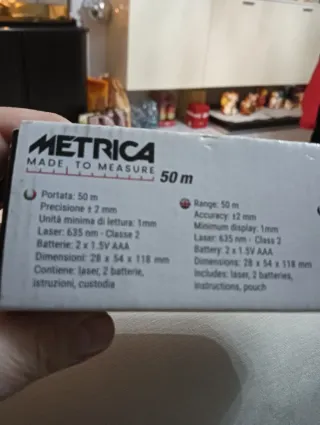 METRICA
MADE TO MEASURE
50 m
Portata: 50 m
Precisione ± 2 mm
Unità minima di lettura: 1mm
Laser: 635 nm - Classe 2
Batterie: 2 x 1.5V AAA
Dimensioni: 28 x 54 x 118 mm
Contiene: laser, 2 batterie,
istruzioni, custodia
Range: 50 m
Accuracy: ±2 mm
Minimum display: 1mm
Laser: 635 nm - Class 2
Battery: 2 x 1.5V AAA
Dimensions: 28 x 54 x 118 mm
Includes: laser, 2 batteries,
instructions, pouch